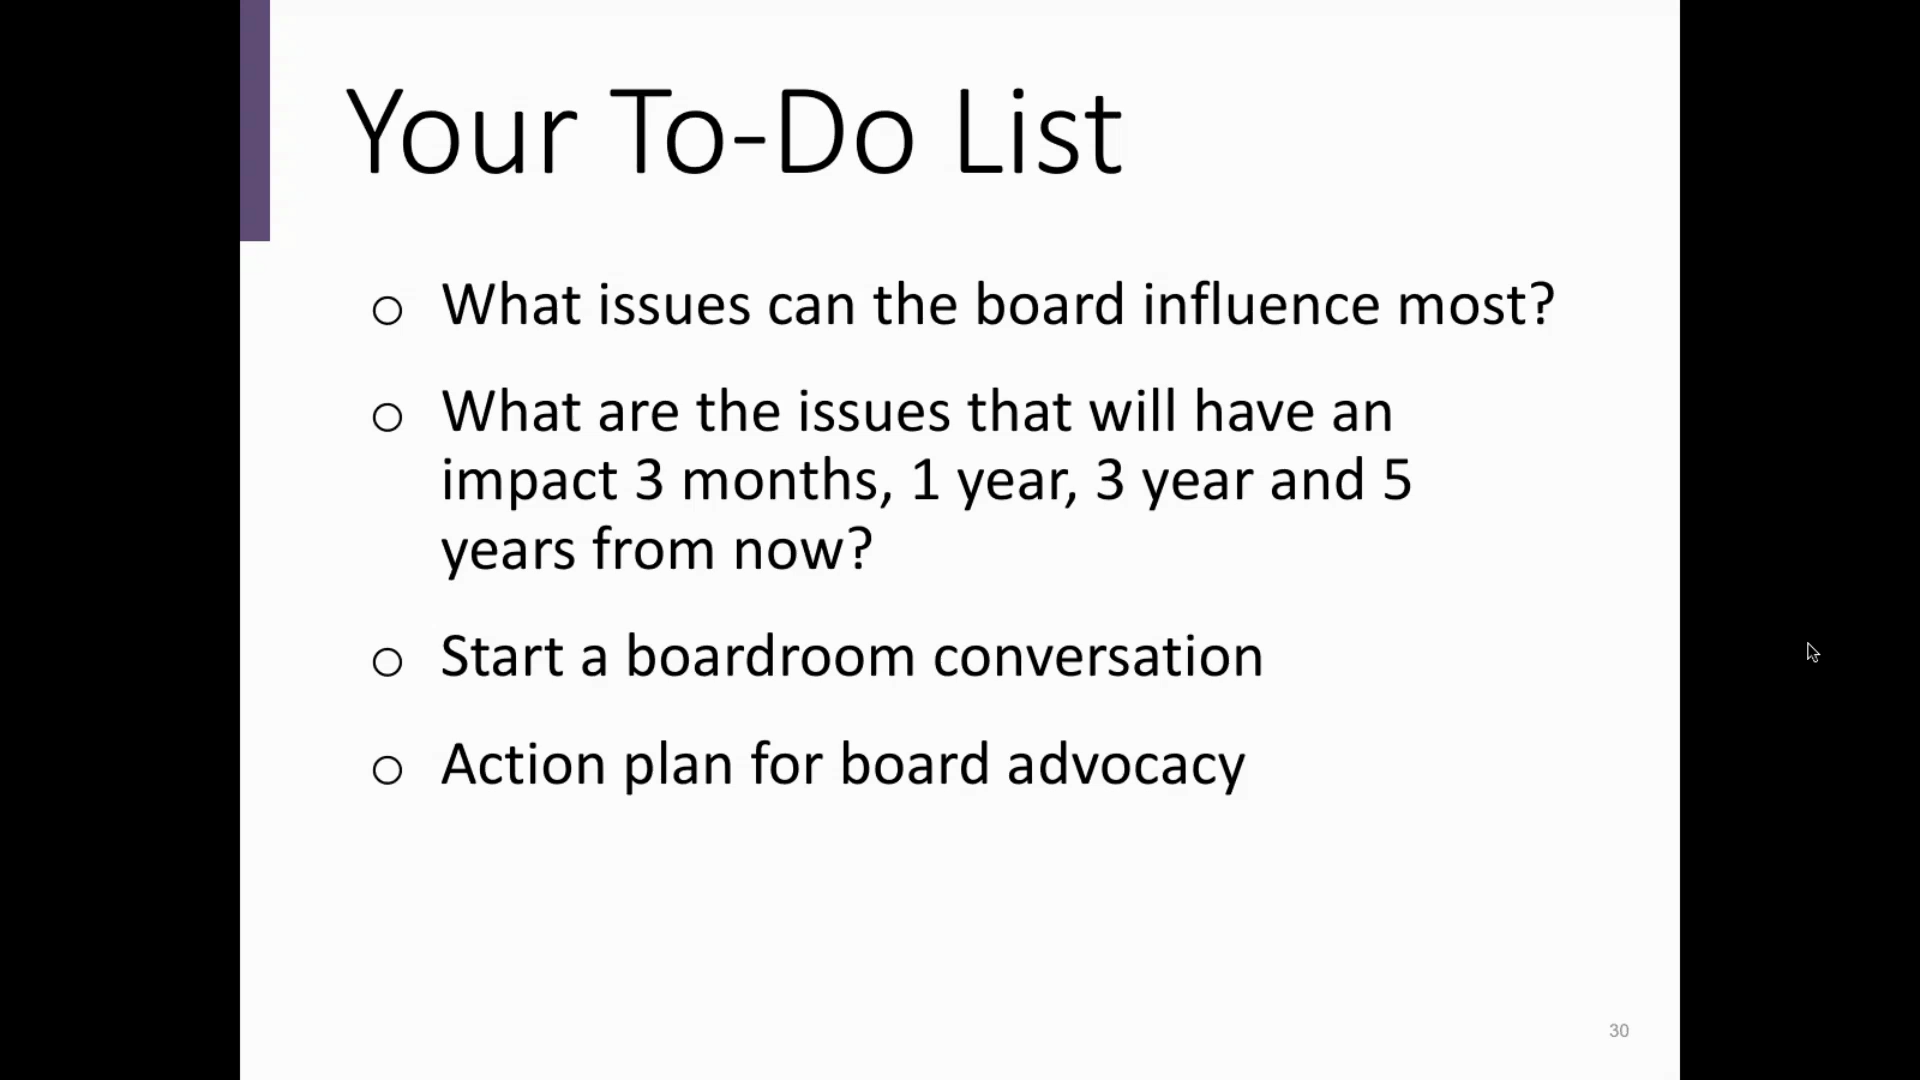 Your To-Do List
o What issues can the board influence most?
o What are the issues that will have an
impact 3 months, 1 year, 3 year and 5
years from now?
o Start a boardroom conversation
o Action plan for board advocacy
30